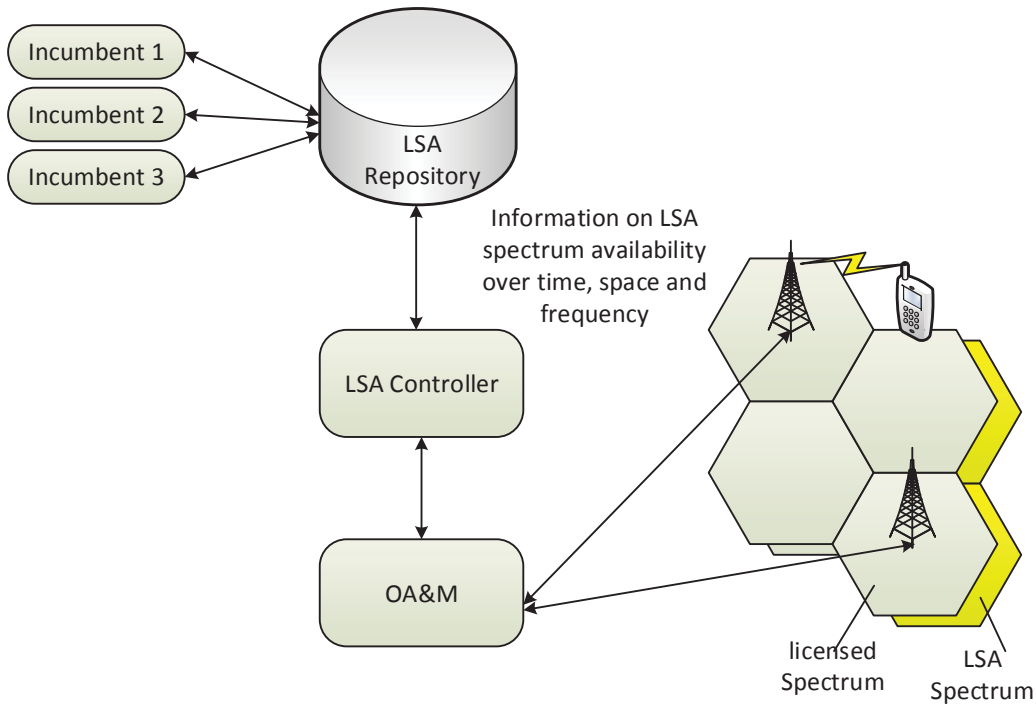 Incumbent 1
Incumbent 2
Incumbent 3
LSA
Repository
Information on LSA
spectrum availability
over time, space and
frequency
LSA Controller
OA&M
licensed
Spectrum
LSA
Spectrum